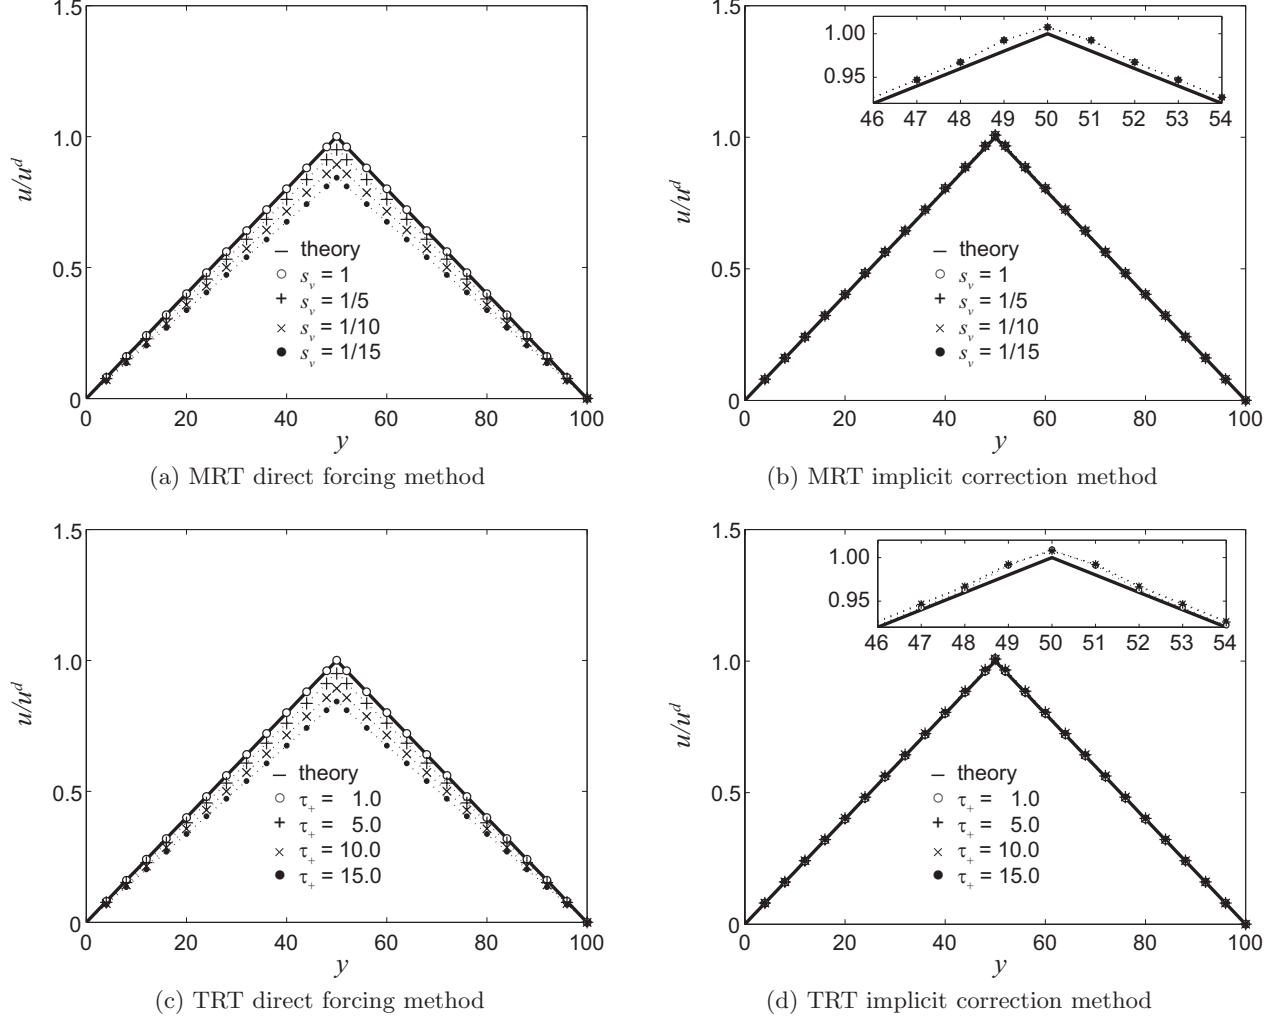 1.5
1.0
0.5
0
u/u^d
0 20 40 60 80 100
y
– theory
○ s_v = 1
+ s_v = 1/5
× s_v = 1/10
● s_v = 1/15
(a) MRT direct forcing method
1.5
1.0
0.5
0
u/u^d
1.00
0.95
46 47 48 49 50 51 52 53 54
– theory
○ s_v = 1
+ s_v = 1/5
× s_v = 1/10
● s_v = 1/15
0 20 40 60 80 100
y
(b) MRT implicit correction method
1.5
1.0
0.5
0
u/u^d
– theory
○ τ_+ = 1.0
+ τ_+ = 5.0
× τ_+ = 10.0
● τ_+ = 15.0
0 20 40 60 80 100
y
(c) TRT direct forcing method
1.5
1.0
0.5
0
u/u^d
1.00
0.95
46 47 48 49 50 51 52 53 54
– theory
○ τ_+ = 1.0
+ τ_+ = 5.0
× τ_+ = 10.0
● τ_+ = 15.0
0 20 40 60 80 100
y
(d) TRT implicit correction method